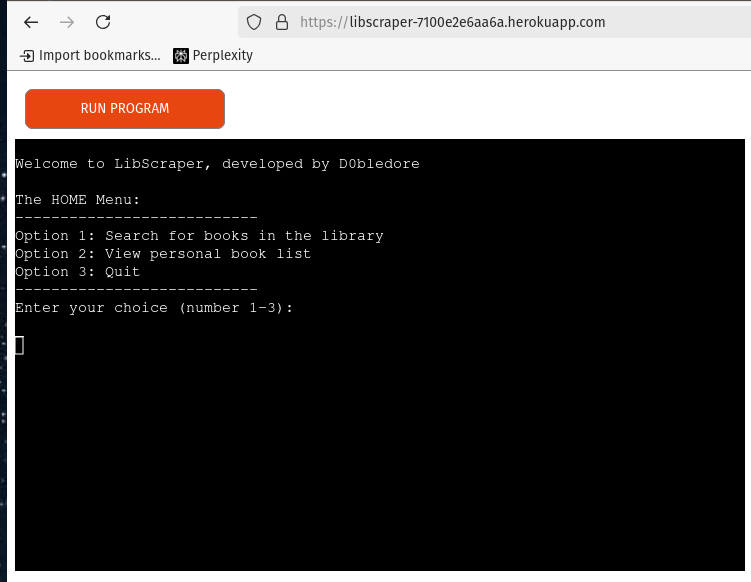 https://libscraper-7100e2e6aa6a.herokuapp.com
Import bookmarks... Perplexity
RUN PROGRAM
Welcome to LibScraper, developed by D0bledore
The HOME Menu:
---------------------------
Option 1: Search for books in the library
Option 2: View personal book list
Option 3: Quit
---------------------------
Enter your choice (number 1-3):